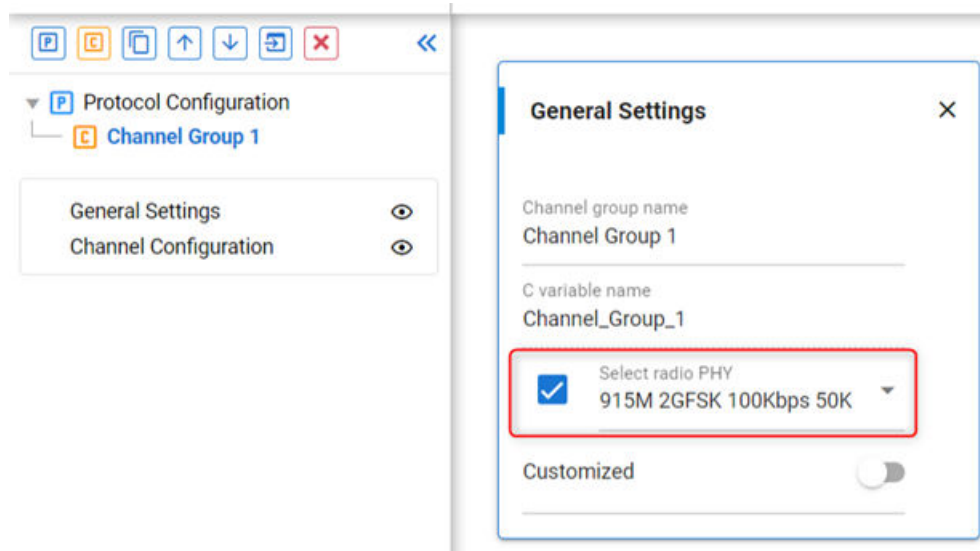 P Protocol Configuration
C Channel Group 1
General Settings
Channel Configuration
General Settings
Channel group name
Channel Group 1
C variable name
Channel_Group_1
Select radio PHY
915M 2GFSK 100Kbps 50K
Customized